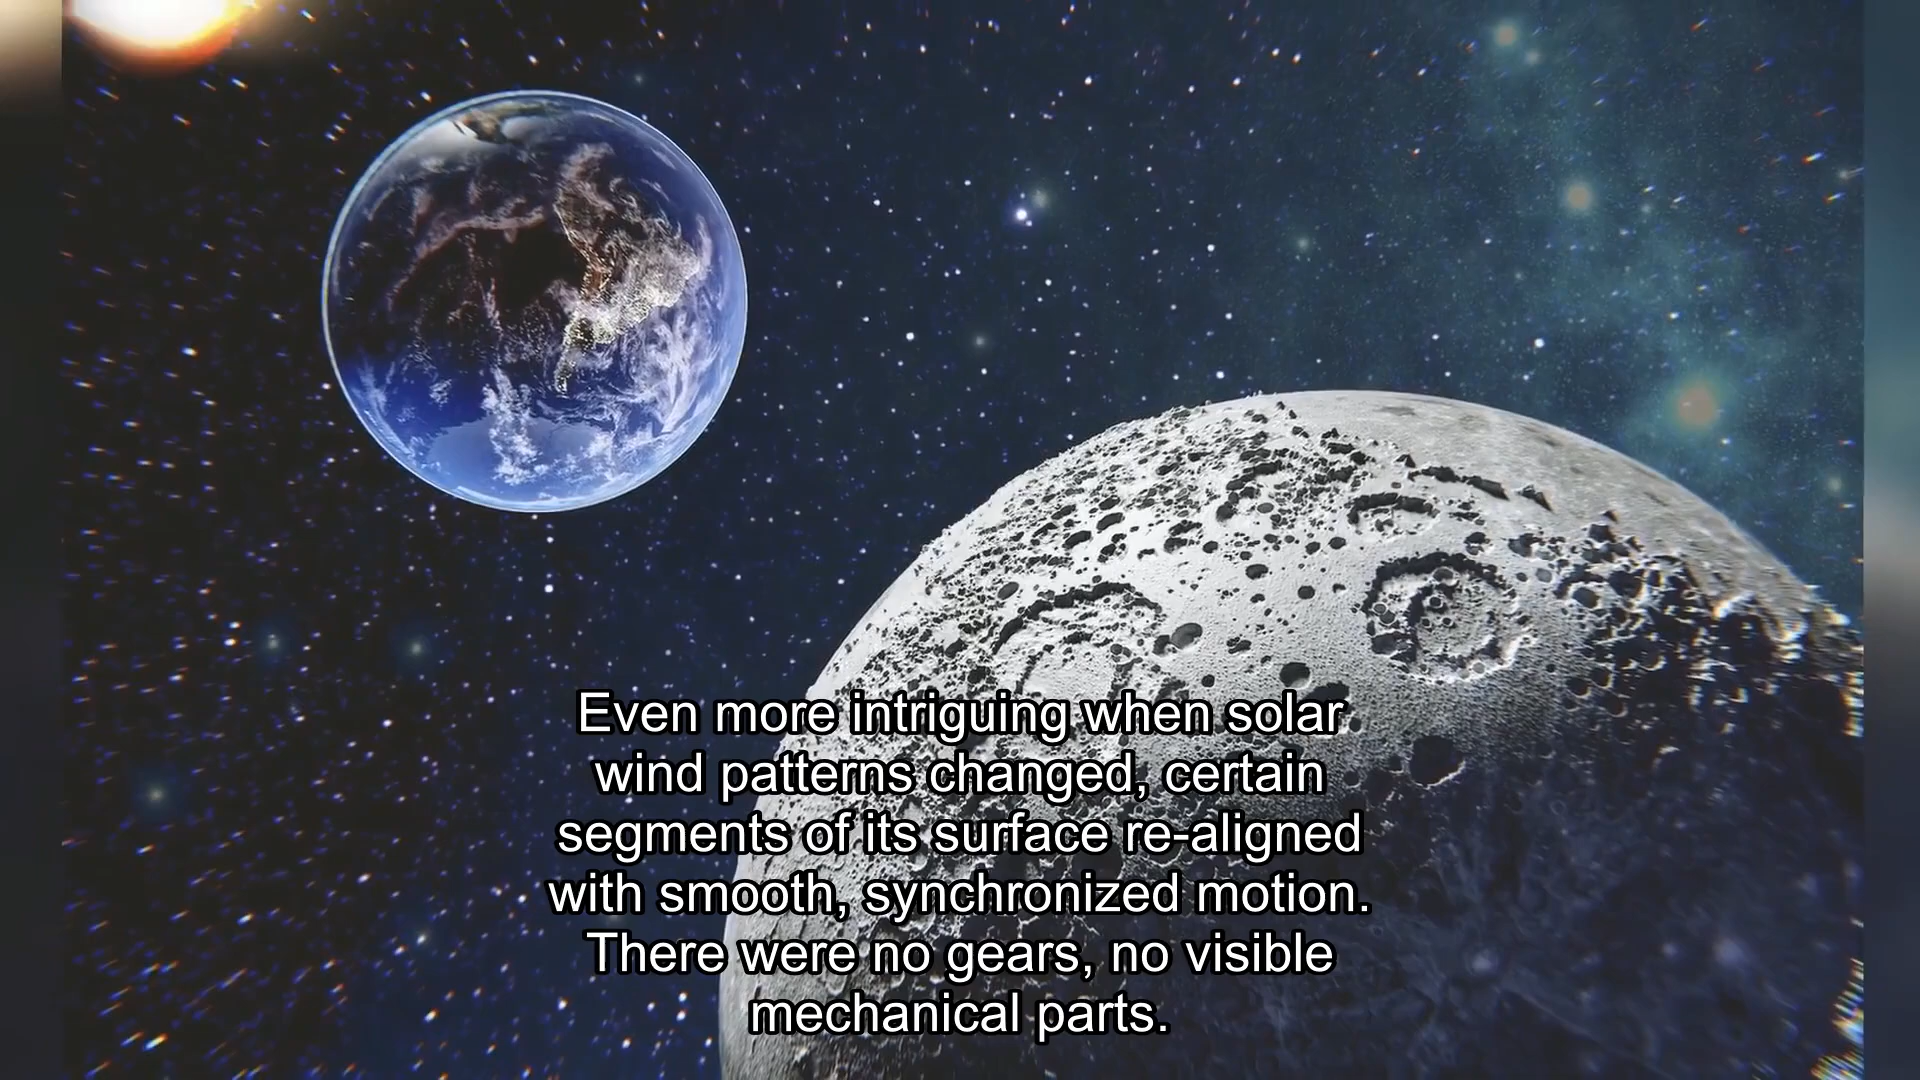 Even more intriguing when solar
wind patterns changed, certain
segments of its surface re-aligned
with smooth, synchronized motion.
There were no gears, no visible
mechanical parts.